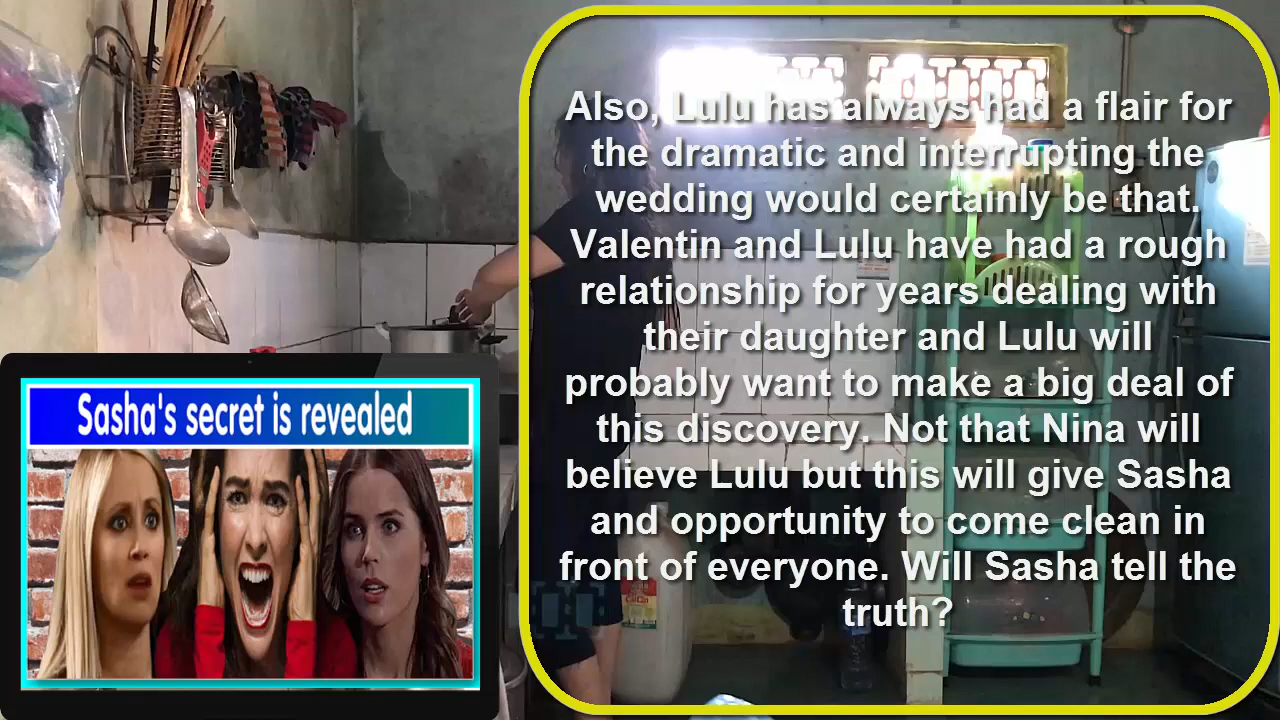 Also, Lulu has always had a flair for
the dramatic and interrupting the
wedding would certainly be that.
Valentin and Lulu have had a rough
relationship for years dealing with
their daughter and Lulu will
probably want to make a big deal of
this discovery. Not that Nina will
believe Lulu but this will give Sasha
and opportunity to come clean in
front of everyone. Will Sasha tell the
truth?
Sasha's secret is revealed